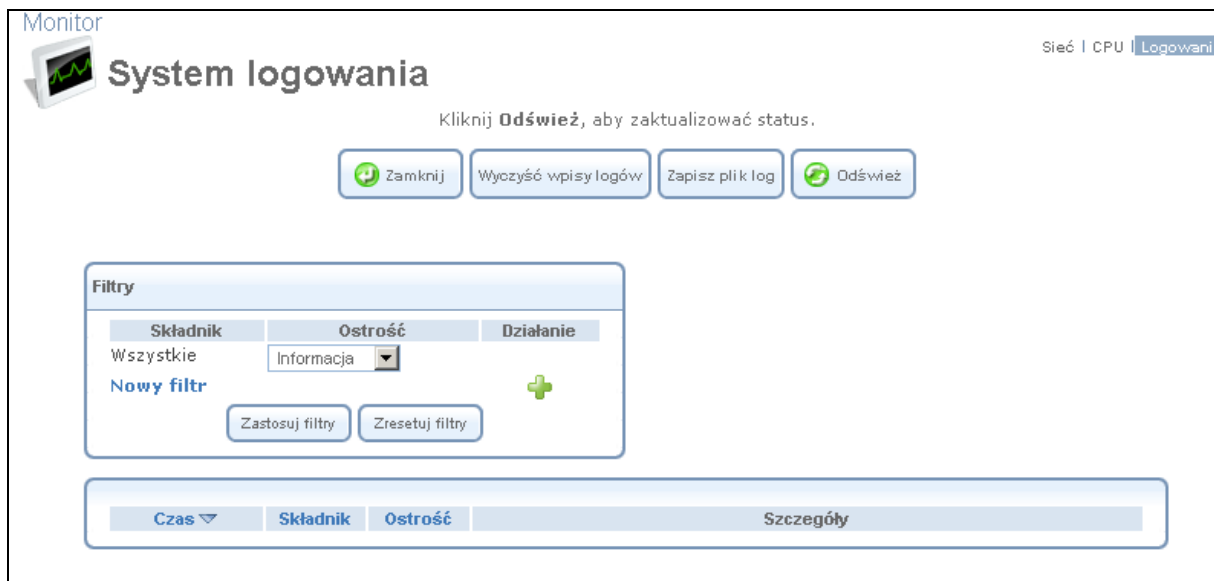 Monitor
Sieć | CPU | Logowani
System logowania
Kliknij Odśwież, aby zaktualizować status.
Zamknij Wyczyść wpisy logów Zapisz plik log Odśwież
Filtry
Składnik Ostrość Działanie
Wszystkie Informacja
Nowy filtr
Zastosuj filtry Zresetuj filtry
Czas Składnik Ostrość Szczegóły